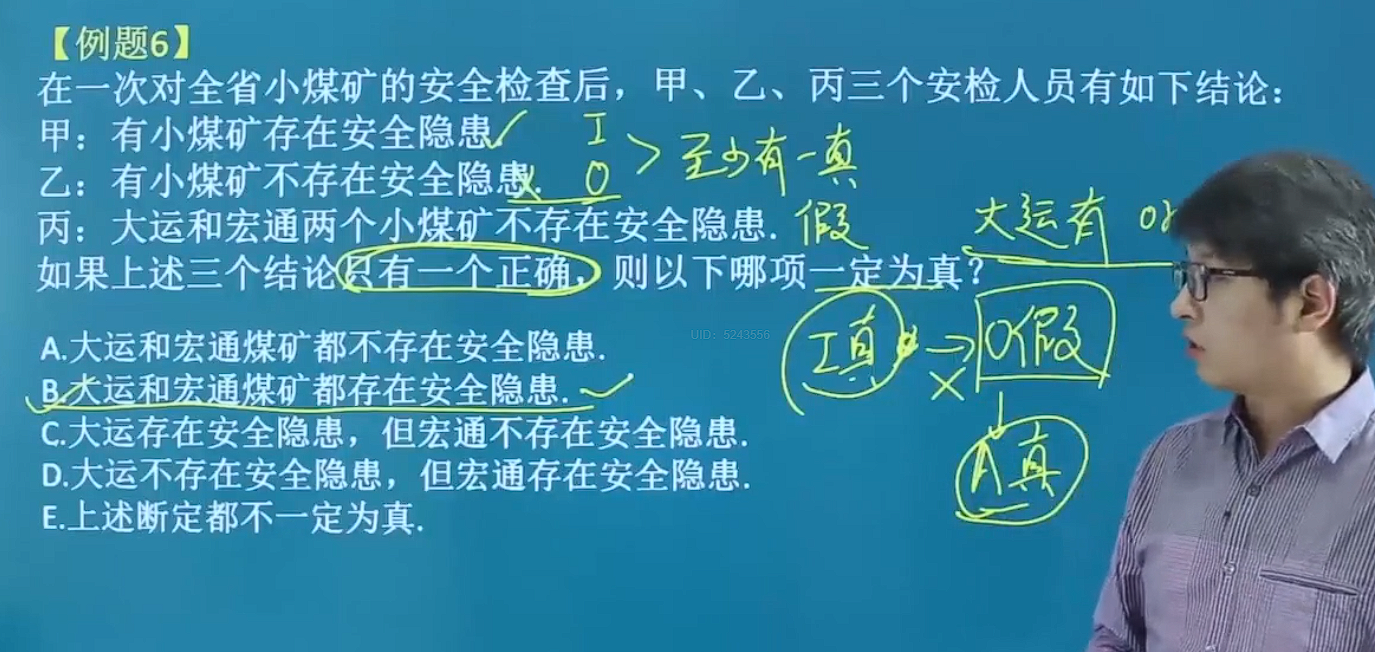 【例题6】
在一次对全省小煤矿的安全检查后，甲、乙、丙三个安检人员有如下结论：
甲：有小煤矿存在安全隐患. I
乙：有小煤矿不存在安全隐患. O 至少有一真
丙：大运和宏通两个小煤矿不存在安全隐患. 假 大运有
如果上述三个结论只有一个正确，则以下哪项一定为真？
UID：5243556
I真 → O假
A.大运和宏通煤矿都不存在安全隐患.
B.大运和宏通煤矿都存在安全隐患.
C.大运存在安全隐患，但宏通不存在安全隐患.
D.大运不存在安全隐患，但宏通存在安全隐患.
A真
E.上述断定都不一定为真.